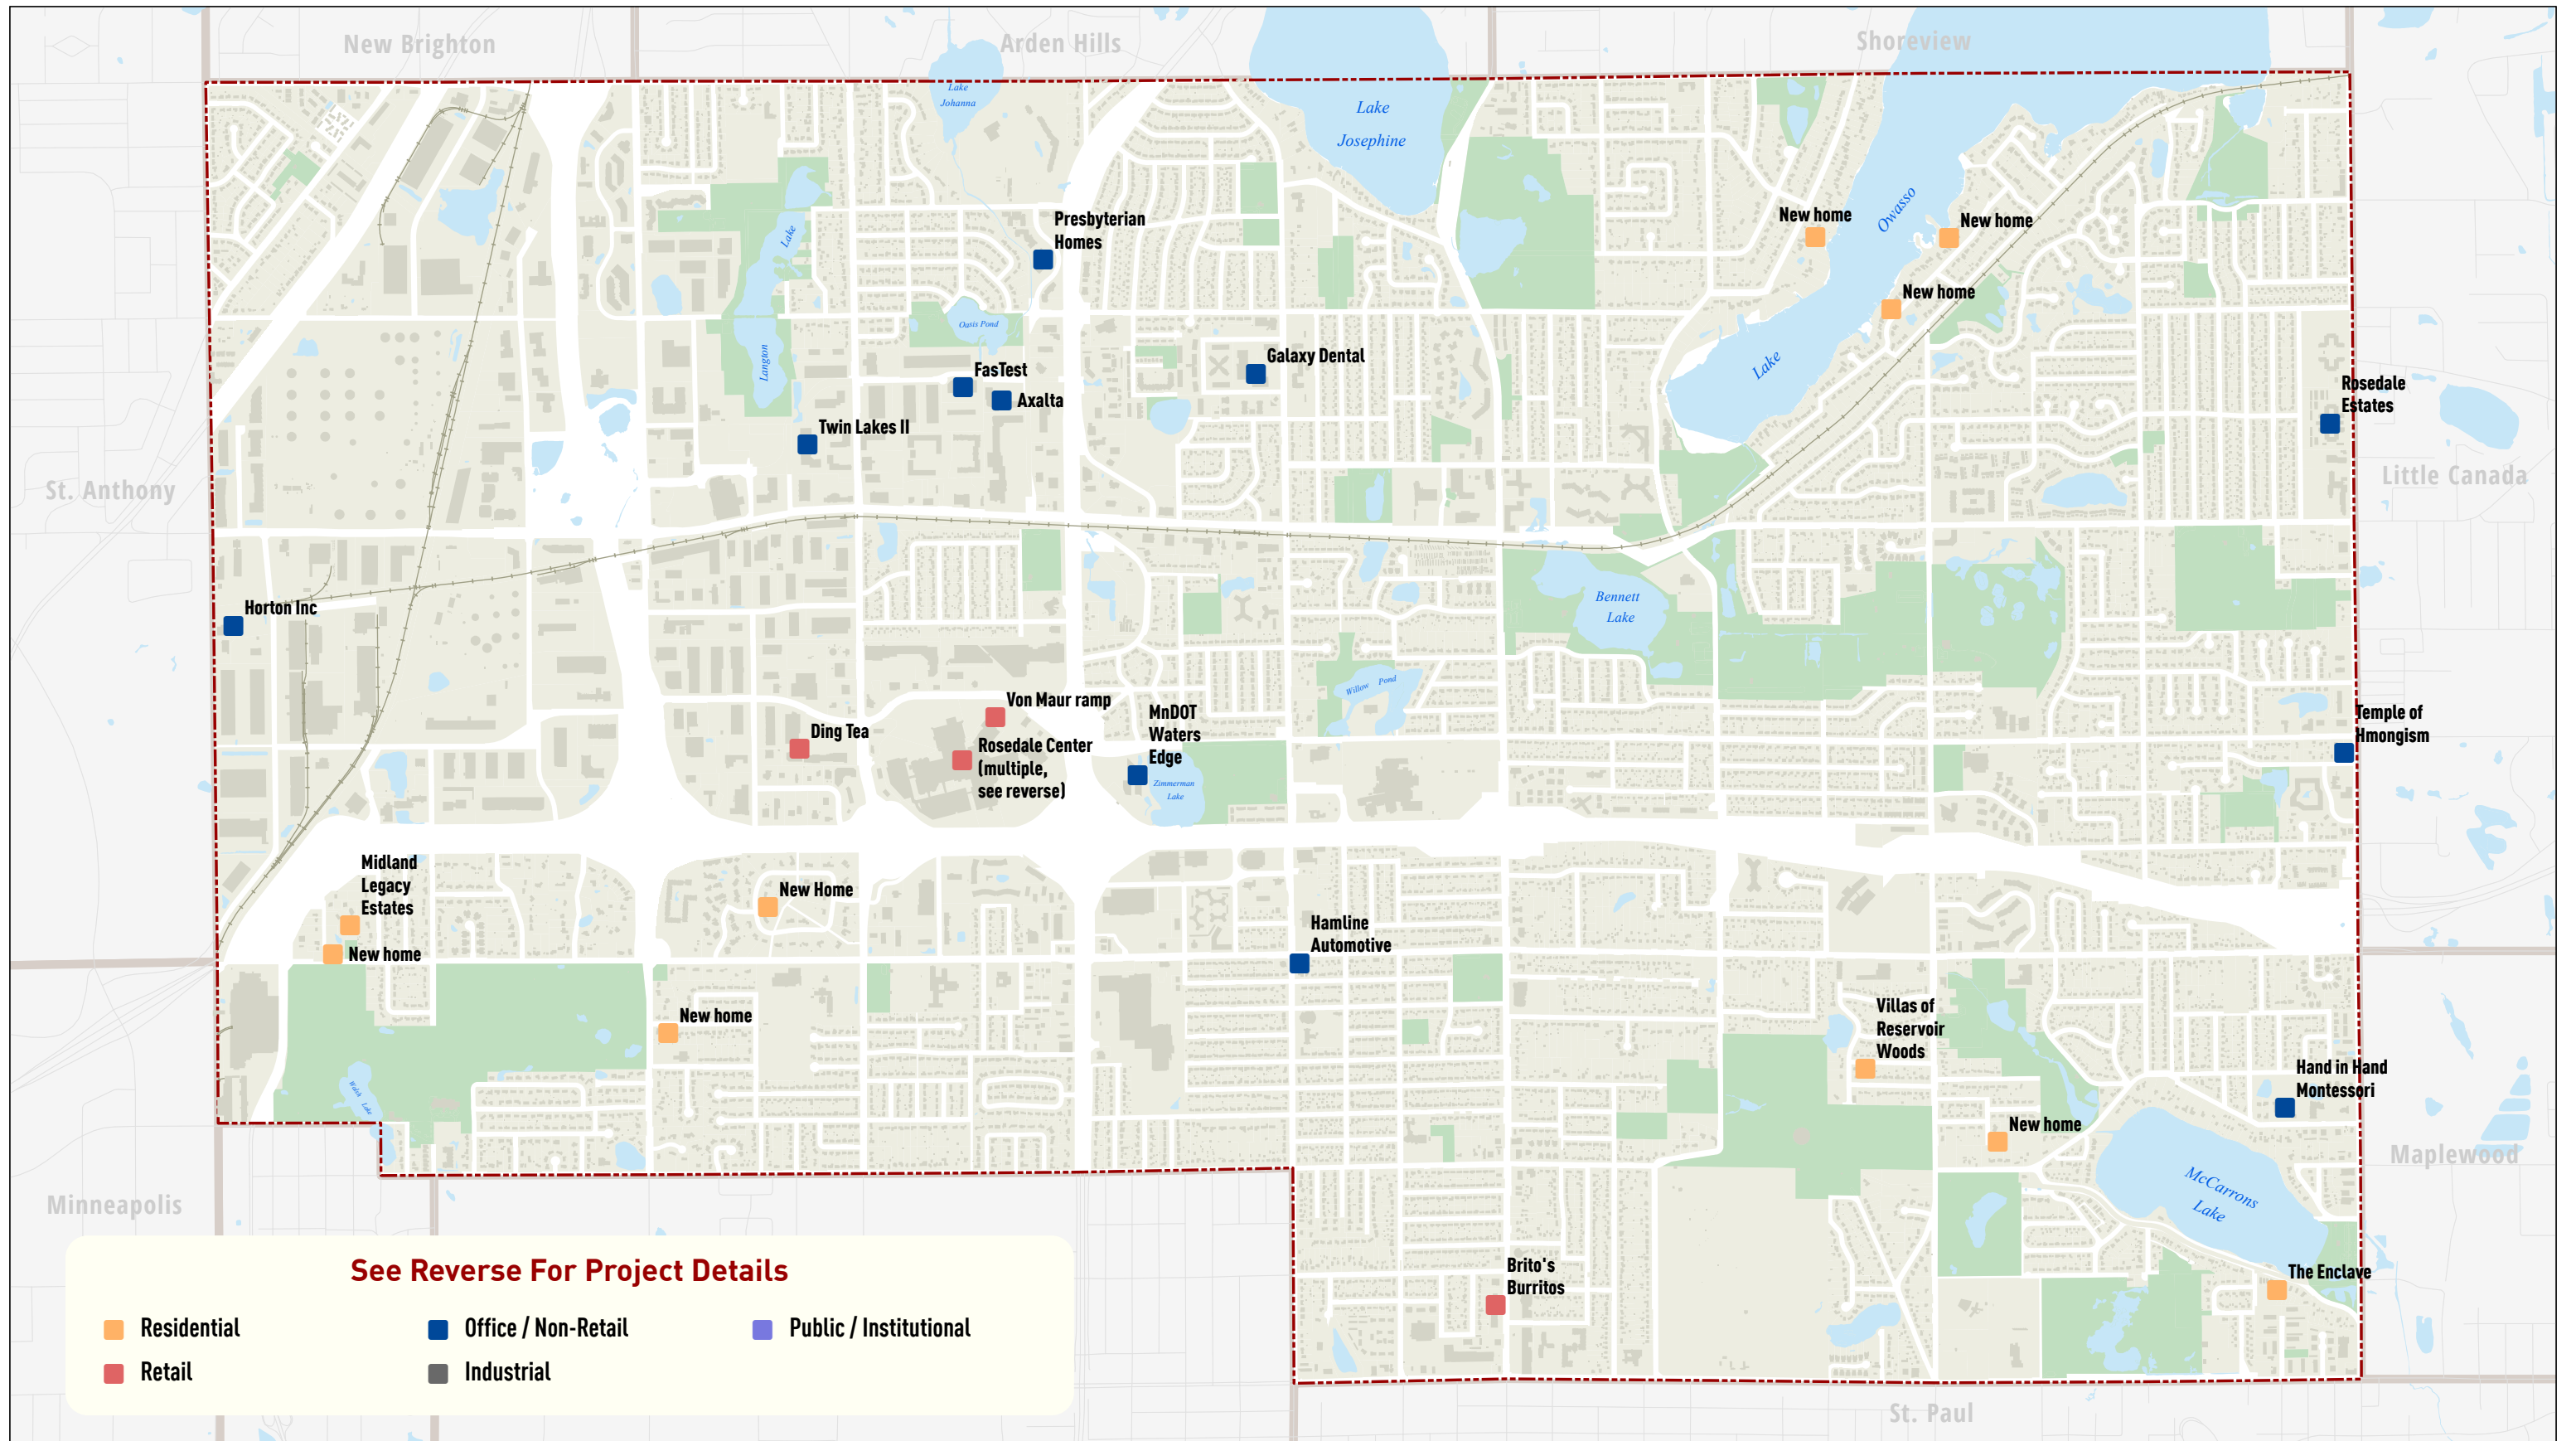 New Brighton
Arden Hills
Shoreview
Lake
Johanna
Lake
Josephine
Presbyterian
Homes
New home
Owasso
New home
Lake
New home
Oasis Pond
Langton
Galaxy Dental
Lake
FasTest
Axalta
Rosedale
Estates
Twin Lakes II
St. Anthony
Little Canada
Horton Inc
Bennett
Lake
Willow Pond
Von Maur ramp
MnDOT
Waters
Edge
Ding Tea
Rosedale Center
(multiple,
see reverse)
Temple of
Hmongism
Zimmerman
Lake
Midland
Legacy
Estates
New Home
New home
Hamline
Automotive
New home
Villas of
Reservoir
Woods
Walsh Lake
Hand in Hand
Montessori
New home
Maplewood
McCarrons
Lake
Minneapolis
Brito's
Burritos
The Enclave
See Reverse For Project Details
Residential
Office / Non-Retail
Public / Institutional
Retail
Industrial
St. Paul